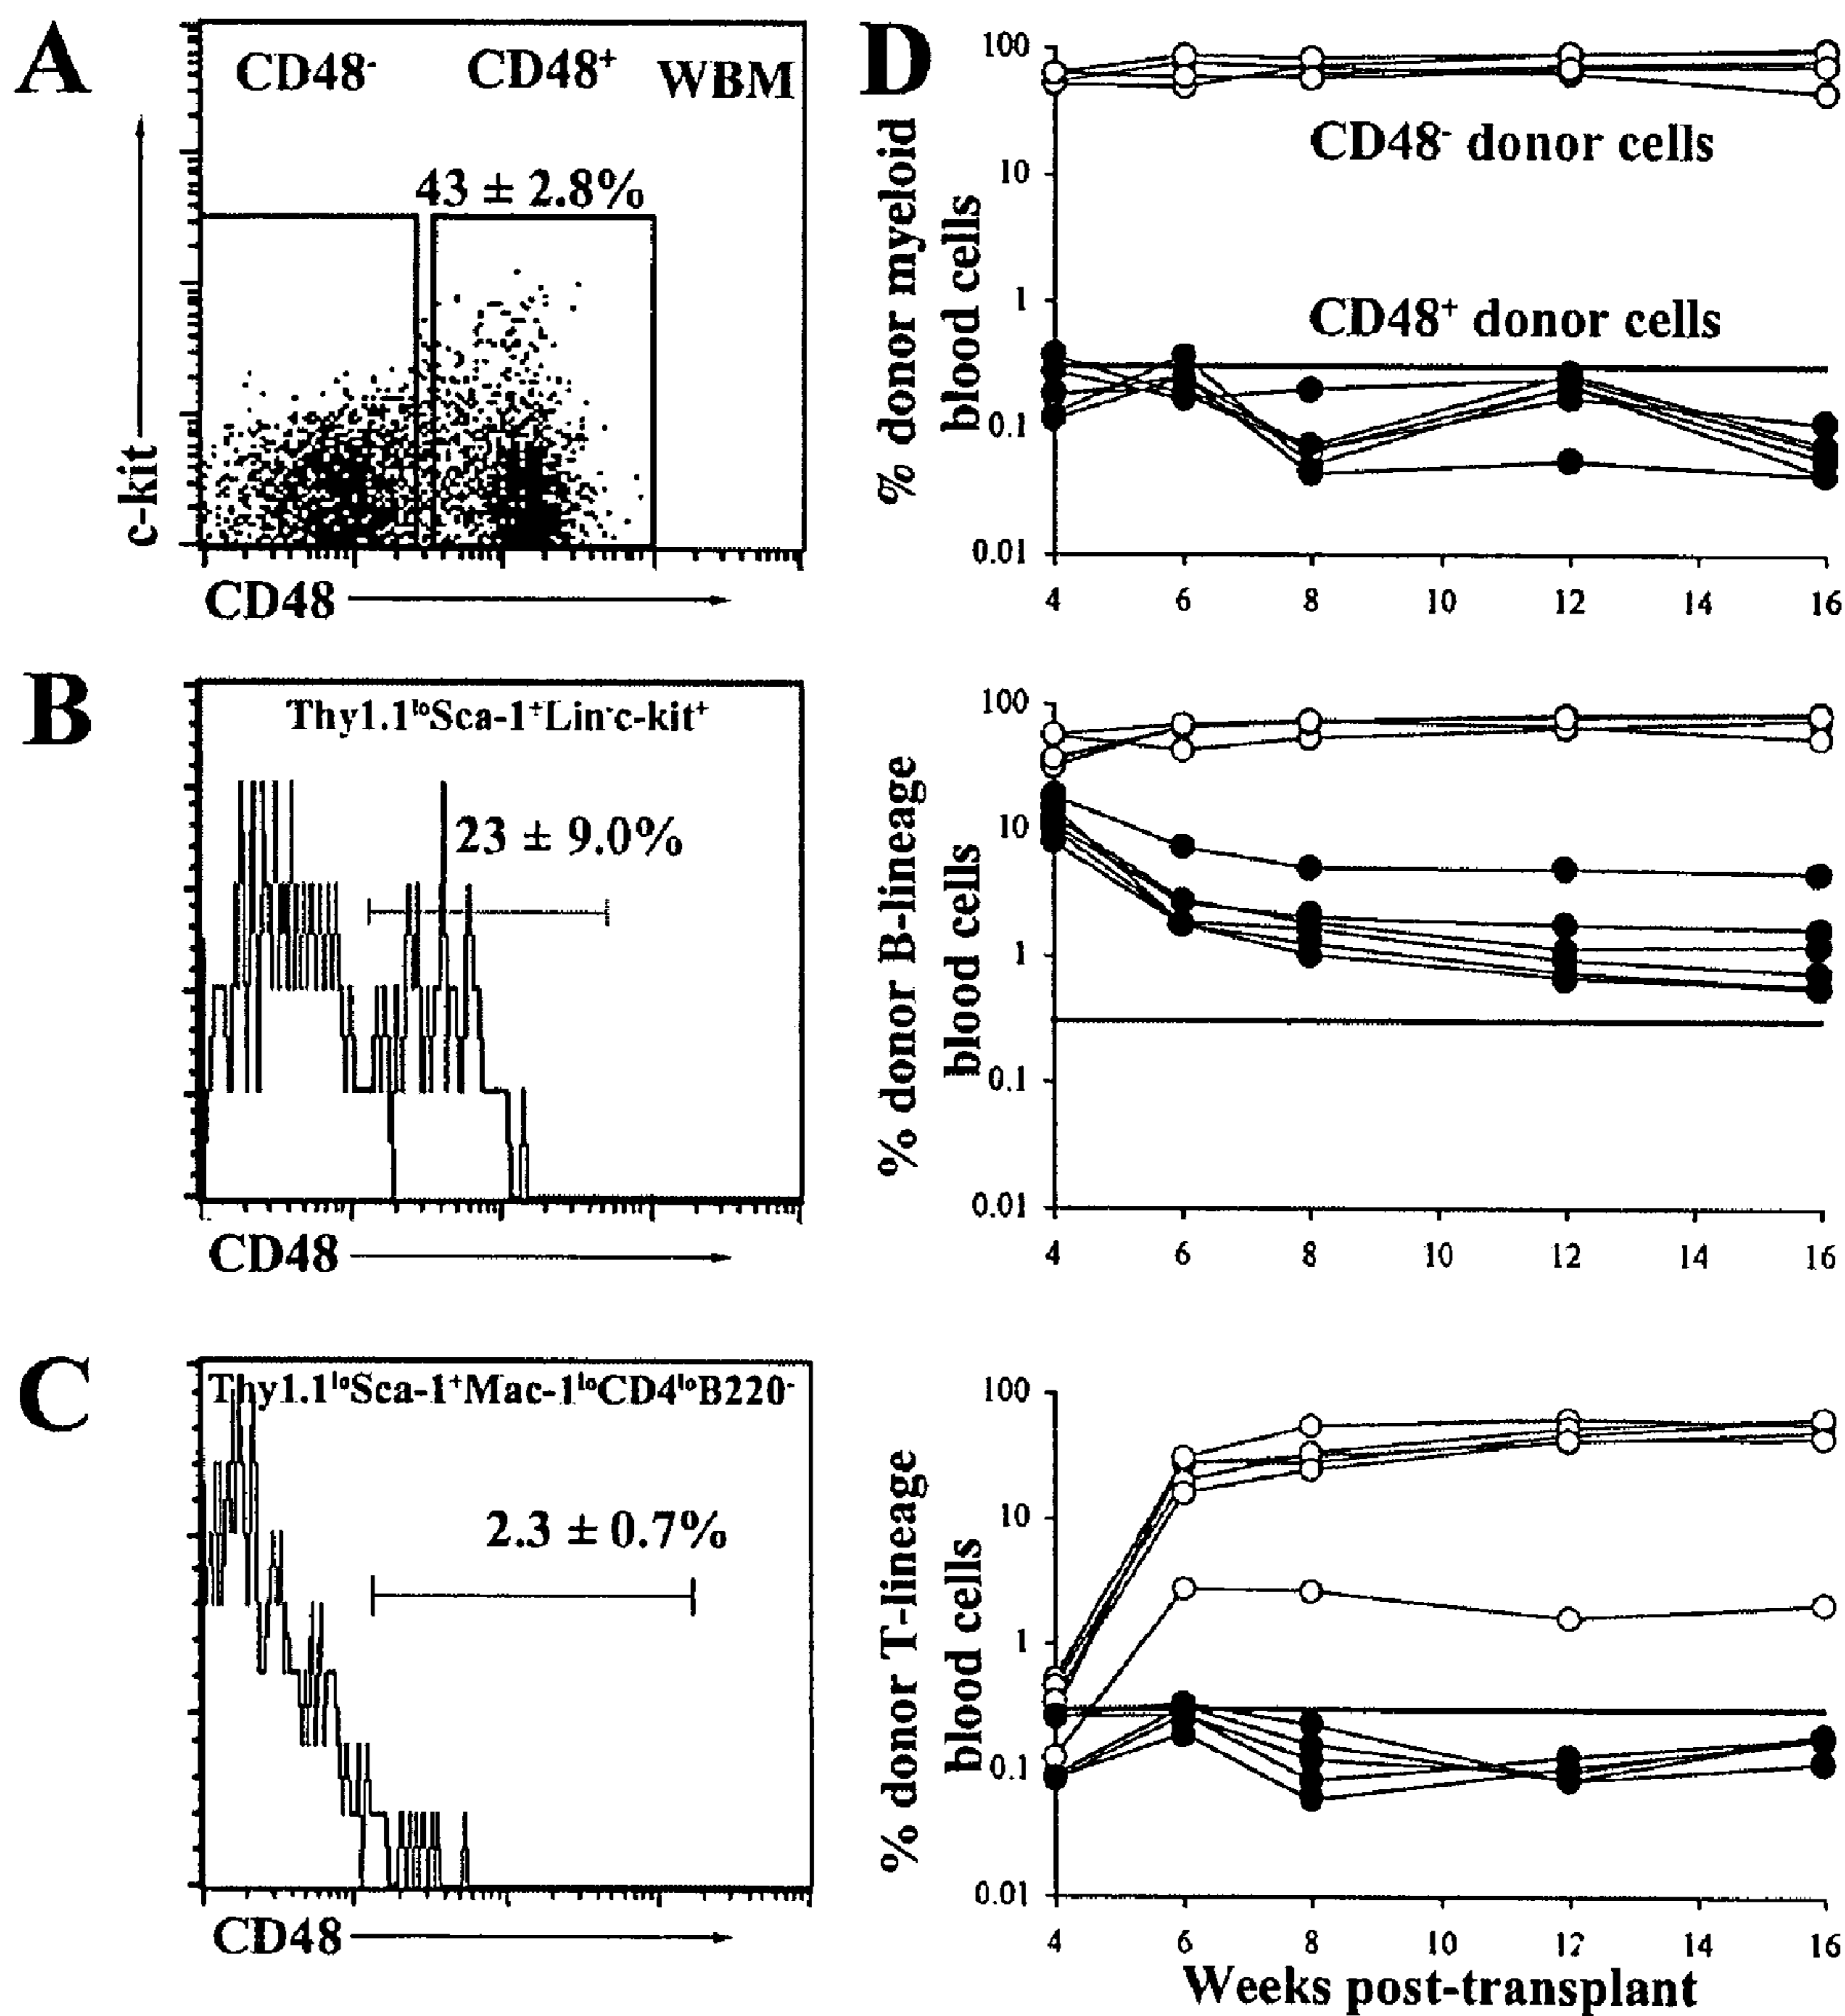 A
CD48⁻ CD48⁺ WBM
43 ± 2.8%
c-kit
CD48
B
Thy1.1ˡᵒSca-1⁺Lin⁻c-kit⁺
23 ± 9.0%
CD48
C
Thy1.1ˡᵒSca-1⁺Mac-1ˡᵒCD4ˡᵒB220⁻
2.3 ± 0.7%
CD48
D
% donor myeloid
blood cells
100
10
1
0.1
0.01
CD48⁻ donor cells
CD48⁺ donor cells
4 6 8 10 12 14 16
% donor B-lineage
blood cells
100
10
1
0.1
0.01
4 6 8 10 12 14 16
% donor T-lineage
blood cells
100
10
1
0.1
0.01
4 6 8 10 12 14 16
Weeks post-transplant